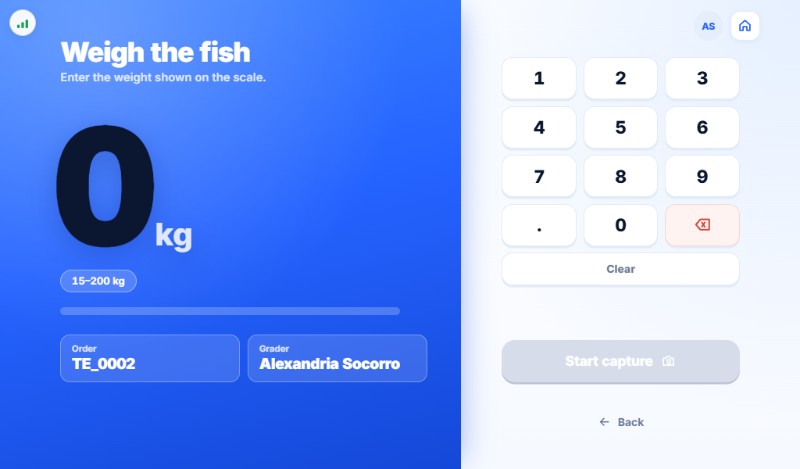 Weigh the fish
Enter the weight shown on the scale.
0 kg
15–200 kg
Order
TE_0002
Grader
Alexandria Socorro
AS
1 2 3
4 5 6
7 8 9
. 0
Clear
Start capture
← Back